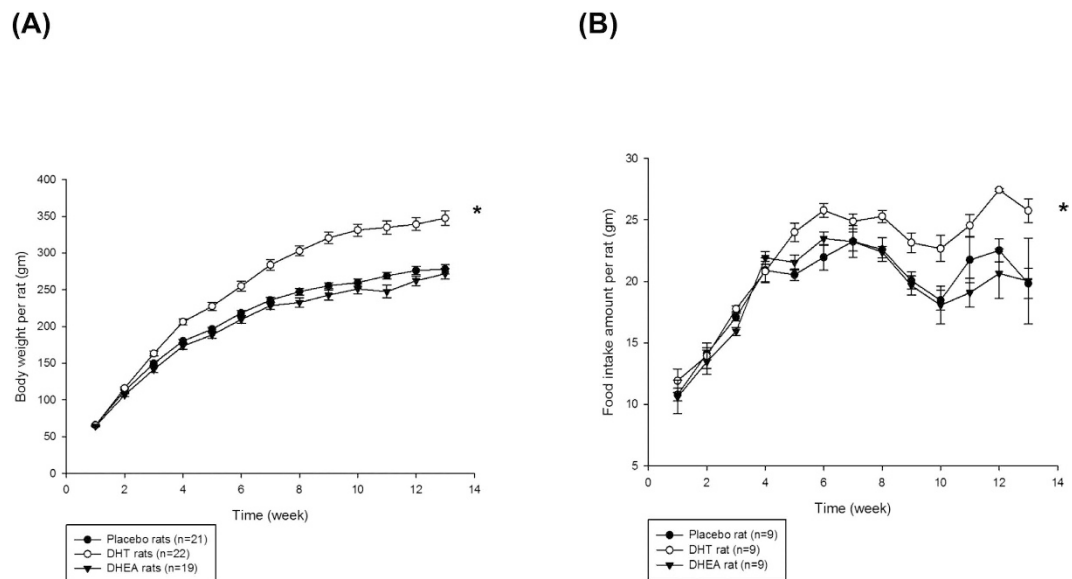 (A)
Body weight per rat (gm)
400
350
300
250
200
150
100
50
0
0 2 4 6 8 10 12 14
Time (week)
*
Placebo rats (n=21)
DHT rats (n=22)
DHEA rats (n=19)
(B)
Food intake amount per rat (gm)
30
25
20
15
10
5
0 2 4 6 8 10 12 14
Time (week)
*
Placebo rat (n=9)
DHT rat (n=9)
DHEA rat (n=9)